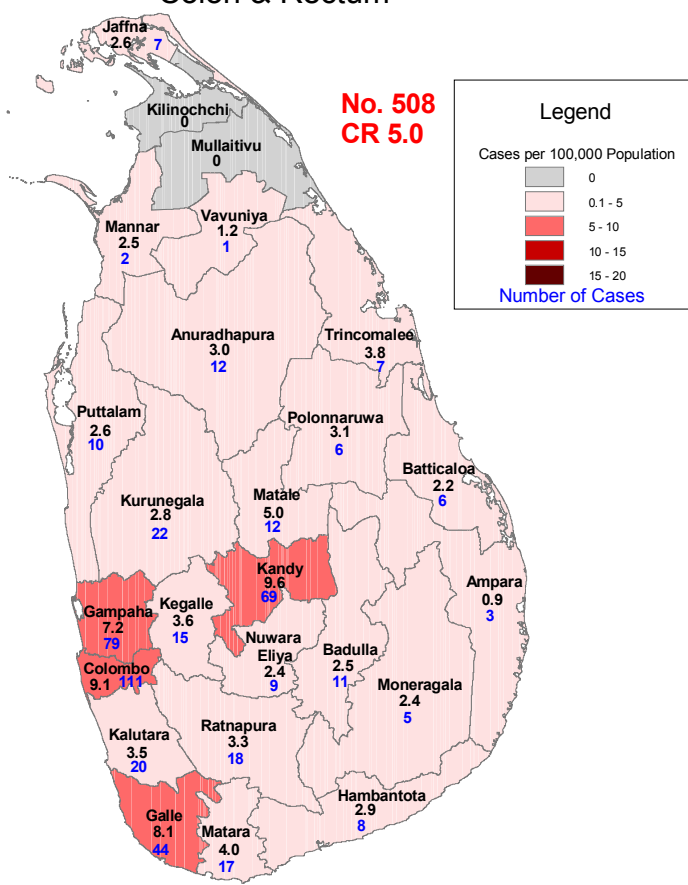 Colon & Rectum
Jaffna
2.6 7
Kilinochchi
0
Mullaitivu
0
No. 508
CR 5.0
Legend
Cases per 100,000 Population
0
0.1 - 5
5 - 10
10 - 15
15 - 20
Number of Cases
Mannar
2.5
2
Vavuniya
1.2
1
Anuradhapura
3.0
12
Trincomalee
3.8
7
Puttalam
2.6
10
Polonnaruwa
3.1
6
Batticaloa
2.2
6
Kurunegala
2.8
22
Matale
5.0
12
Kandy
9.6
69
Ampara
0.9
3
Gampaha
7.2
79
Kegalle
3.6
15
Nuwara
Eliya
2.4
9
Badulla
2.5
11
Colombo
9.1 111
Moneragala
2.4
5
Kalutara
3.5
20
Ratnapura
3.3
18
Hambantota
2.9
8
Galle
8.1
44
Matara
4.0
17